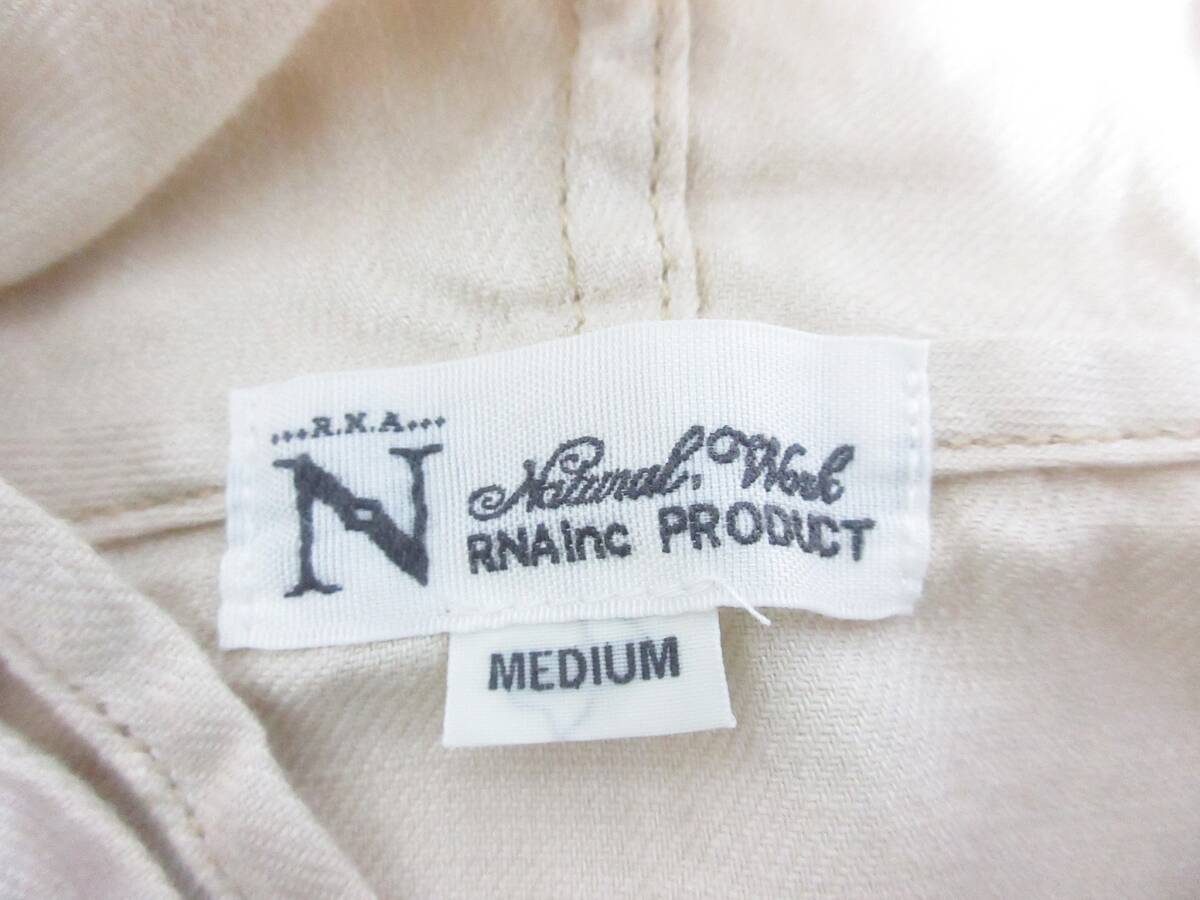 ...R.N.A...
N
Natural, Work
RNAinc PRODUCT
MEDIUM